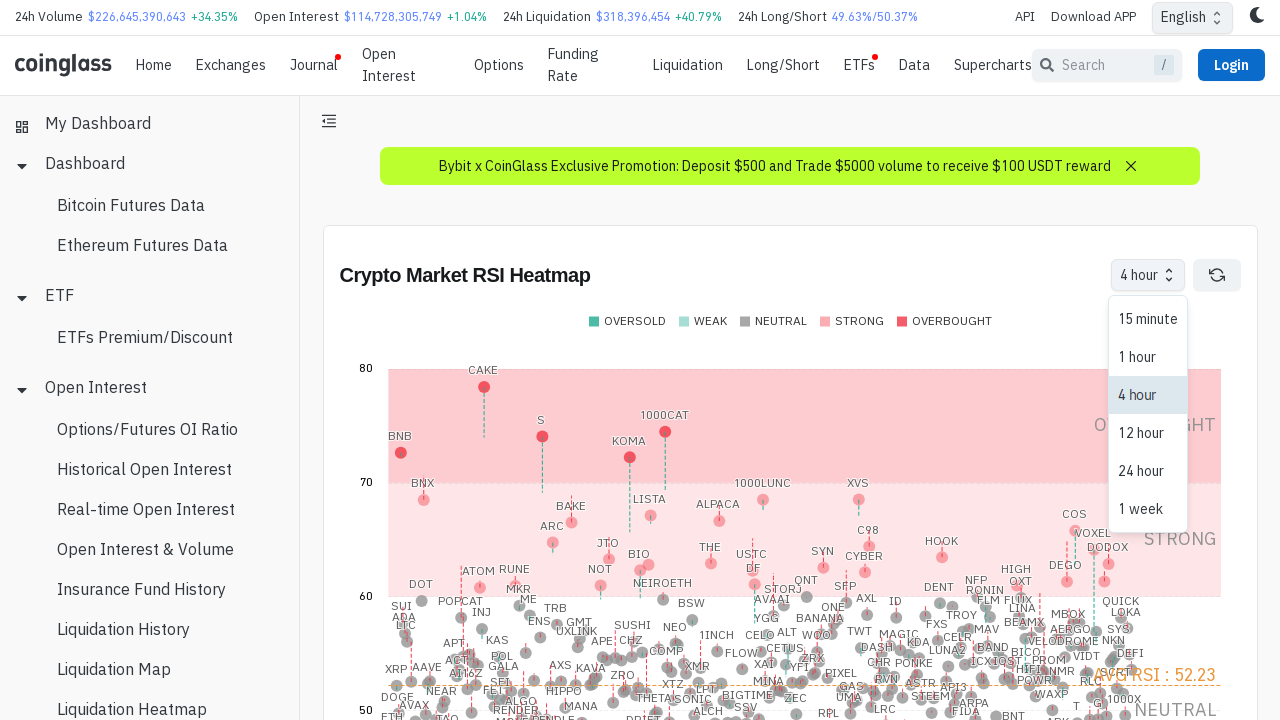 24h Volume $226,645,390,643 +34.35% Open Interest $114,728,305,749 +1.04% 24h Liquidation $318,396,454 +40.79% 24h Long/Short 49.63%/50.37% API Download APP English
coinglass Home Exchanges Journal Open Interest Options Funding Rate Liquidation Long/Short ETFs Data Supercharts Search / Login
My Dashboard
Dashboard
Bitcoin Futures Data
Ethereum Futures Data
ETF
ETFs Premium/Discount
Open Interest
Options/Futures OI Ratio
Historical Open Interest
Real-time Open Interest
Open Interest & Volume
Insurance Fund History
Liquidation History
Liquidation Map
Liquidation Heatmap
Bybit x CoinGlass Exclusive Promotion: Deposit $500 and Trade $5000 volume to receive $100 USDT reward
Crypto Market RSI Heatmap
4 hour
15 minute
1 hour
4 hour
12 hour
24 hour
1 week
OVERSOLD WEAK NEUTRAL STRONG OVERBOUGHT
80
CAKE
1000CAT
S
BNB KOMA
70
BNX 1000LUNC XVS
LISTA
BAKE ALPACA
COS
ARC C98 VOXEL
STRONG
JTO THE HOOK DODOX
BIO USTC SYN CYBER
DEGO
ATOM RUNE NOT DF HIGH
DOT MKR NEIROETH STORJ QNT SFP DENT NFP OXT
RONIN
60
POPCAT ME BSW AVAAI AXL ID FLM FLUX QUICK
SUI INJ TRB ONE LINA LOKA
ADA ENS GMT YGG BANANA TROY MBOX
LTC UXLINK SUSHI NEO FXS BEAMX AERGO SYS
KAS APE CHZ 1INCH CELO ALT WOO TWT MAGIC CELR MAV VELODROME NKN
APT POL COMP FLOW CETUS DASH KDA LUNA2 BAND BICO VIDT DEFI
ACT GALA XMR XAI YFI ZRX CHR PONKE ICX IOST PROM
XRP AAVE AI16Z AXS KAVA ZRO PIXEL
AVG RSI : 52.23
DOGE NEAR HIPPO XTZ LPT MINA RVN ASTR API3 POWR
AVAX ALGO MANA THETA SONIC BIGTIME ZEC GAS UMA STEEM ARPA WAXP 1000X
RENDER ALCH SSV RPL LRC FIDA BNT T NEUTRAL
50